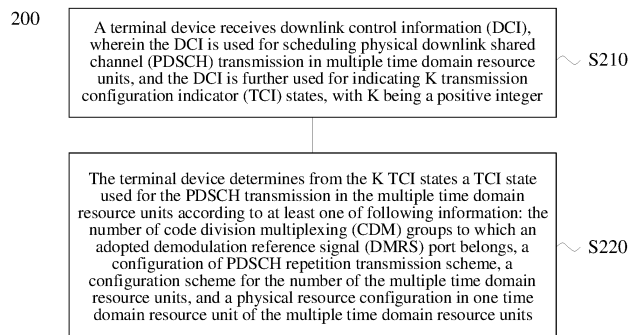 200
A terminal device receives downlink control information (DCI),
wherein the DCI is used for scheduling physical downlink shared
channel (PDSCH) transmission in multiple time domain resource
units, and the DCI is further used for indicating K transmission
configuration indicator (TCI) states, with K being a positive integer
S210
The terminal device determines from the K TCI states a TCI state
used for the PDSCH transmission in the multiple time domain
resource units according to at least one of following information: the
number of code division multiplexing (CDM) groups to which an
adopted demodulation reference signal (DMRS) port belongs, a
configuration of PDSCH repetition transmission scheme, a
configuration scheme for the number of the multiple time domain
resource units, and a physical resource configuration in one time
domain resource unit of the multiple time domain resource units
S220